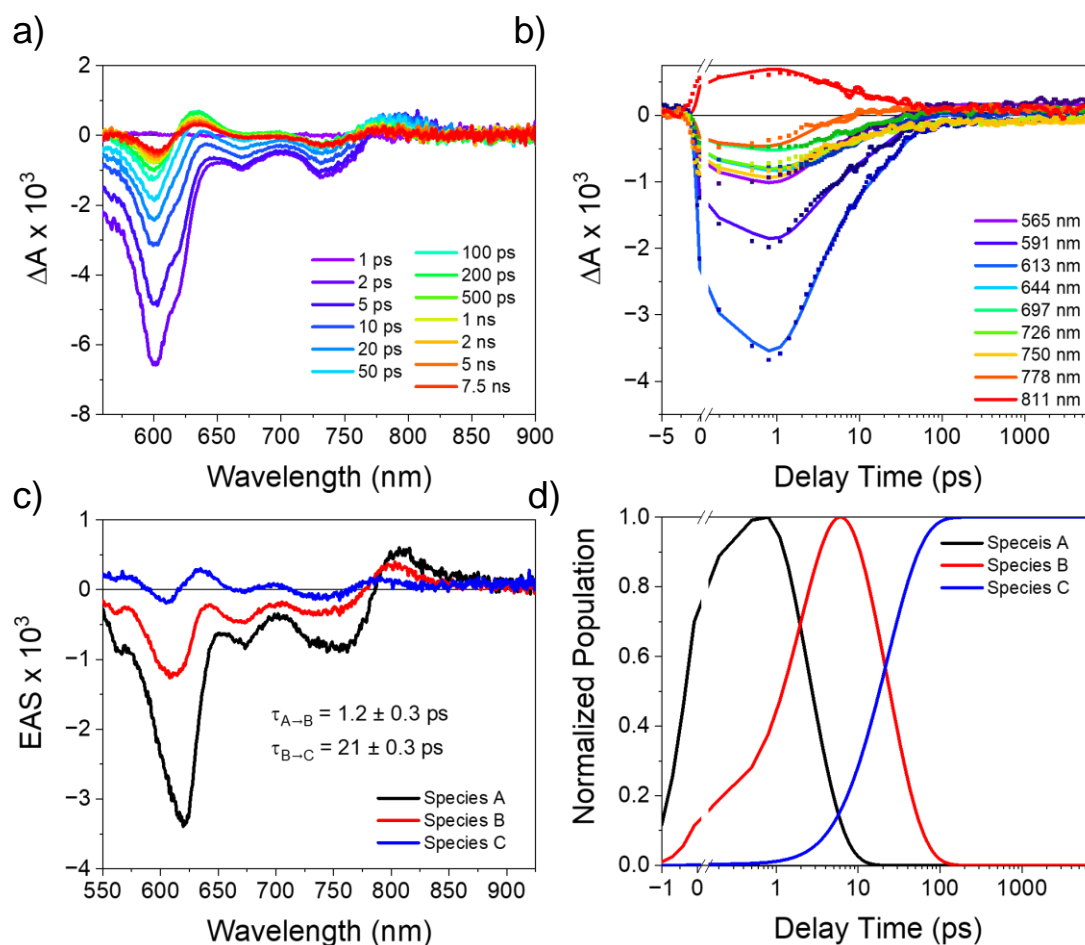 a)
ΔA x 10³
2
0
−2
−4
−6
−8
1 ps
2 ps
5 ps
10 ps
20 ps
50 ps
100 ps
200 ps
500 ps
1 ns
2 ns
5 ns
7.5 ns
600 650 700 750 800 850 900
Wavelength (nm)
b)
ΔA x 10³
0
−1
−2
−3
−4
565 nm
591 nm
613 nm
644 nm
697 nm
726 nm
750 nm
778 nm
811 nm
−5 0 1 10 100 1000
Delay Time (ps)
c)
EAS x 10³
1
0
−1
−2
−3
−4
τA→B = 1.2 ± 0.3 ps
τB→C = 21 ± 0.3 ps
Species A
Species B
Species C
550 600 650 700 750 800 850 900
Wavelength (nm)
d)
Normalized Population
1.0
0.8
0.6
0.4
0.2
0.0
Speceis A
Species B
Species C
−1 0 1 10 100 1000
Delay Time (ps)